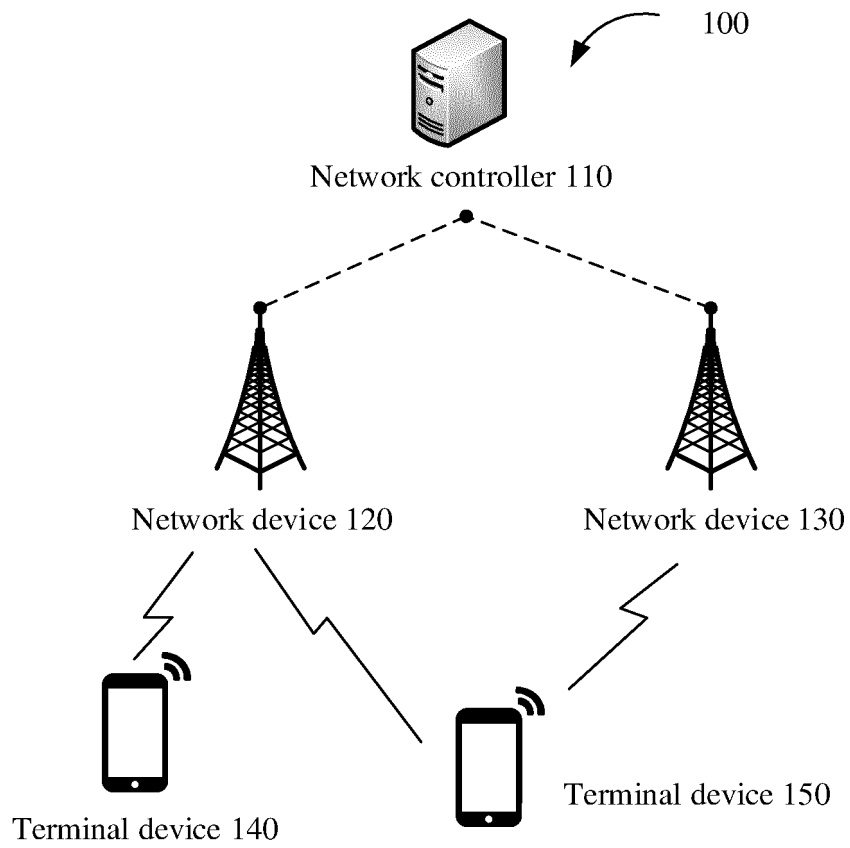 100
Network controller 110
Network device 120
Network device 130
Terminal device 150
Terminal device 140